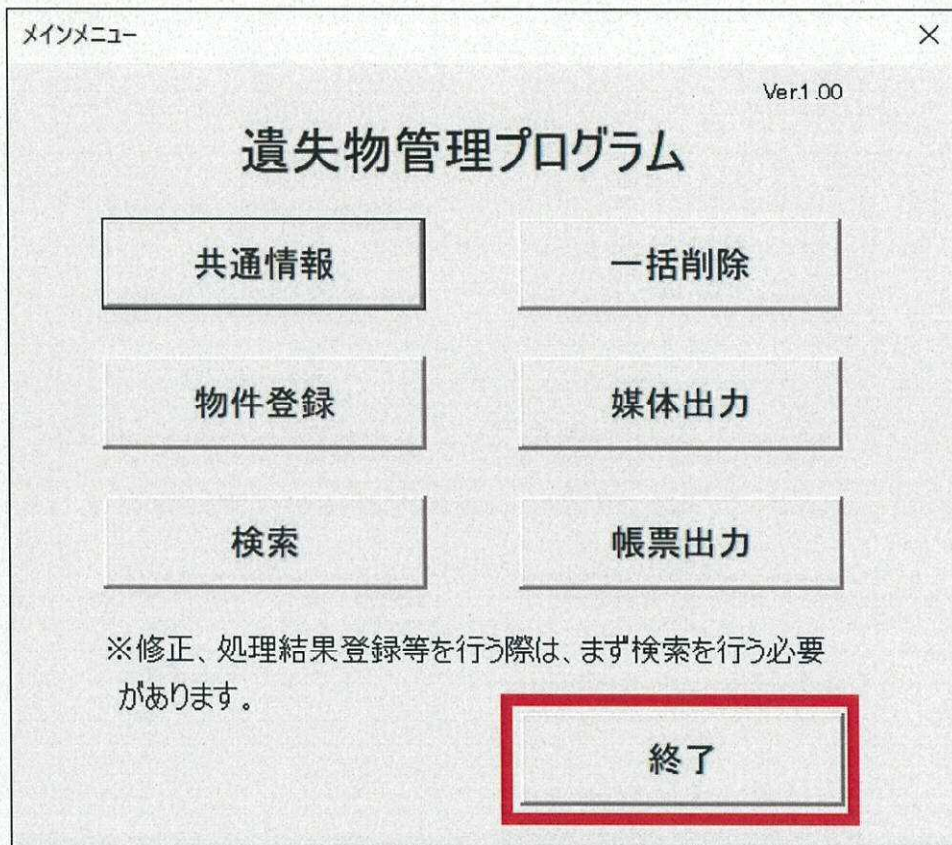 メインメニュー
Ver.1.00
遺失物管理プログラム
共通情報
一括削除
物件登録
媒体出力
検索
帳票出力
※修正、処理結果登録等を行う際は、まず検索を行う必要
があります。
終了